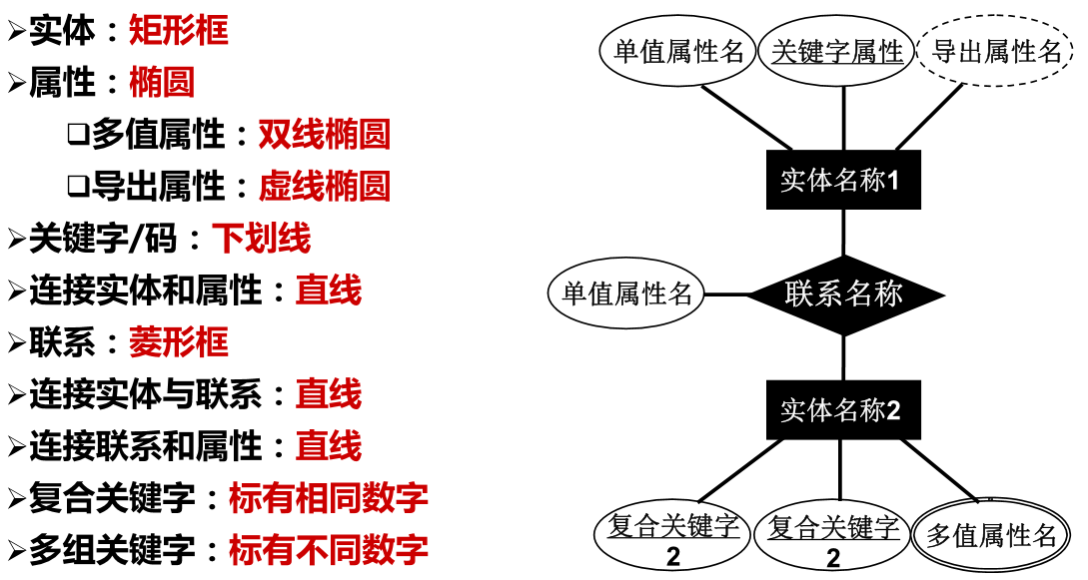 ➢实体：矩形框
➢属性：椭圆
❑多值属性：双线椭圆
❑导出属性：虚线椭圆
➢关键字/码：下划线
➢连接实体和属性：直线
➢联系：菱形框
➢连接实体与联系：直线
➢连接联系和属性：直线
➢复合关键字：标有相同数字
➢多组关键字：标有不同数字
单值属性名
关键字属性
导出属性名
实体名称1
单值属性名
联系名称
实体名称2
复合关键字
2
复合关键字
2
多值属性名